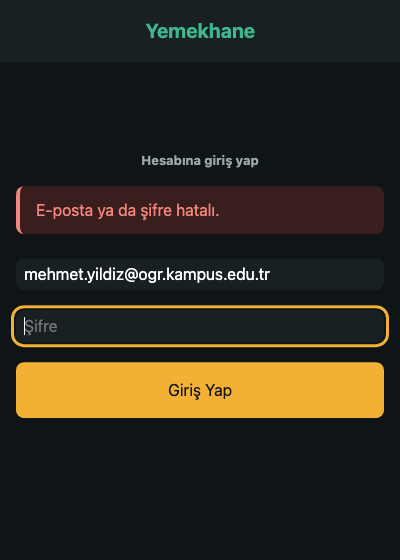 Yemekhane
Hesabına giriş yap
E-posta ya da şifre hatalı.
mehmet.yildiz@ogr.kampus.edu.tr
Şifre
Giriş Yap